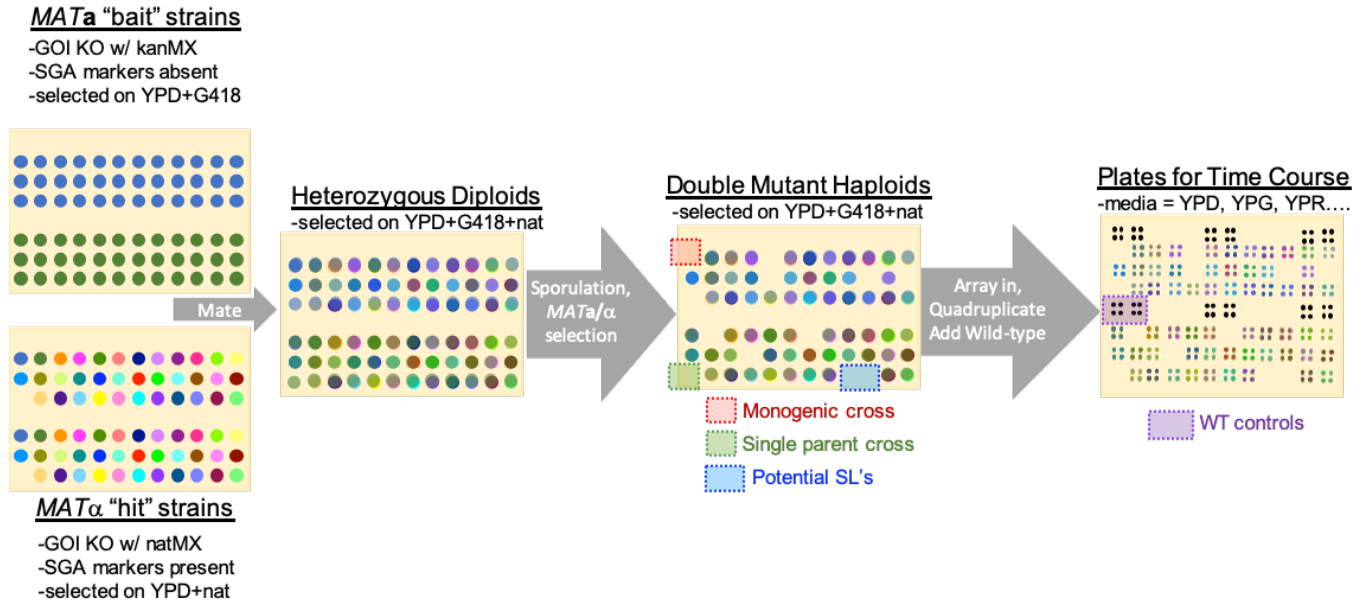 MATa “bait” strains
-GOI KO w/ kanMX
-SGA markers absent
-selected on YPD+G418
Mate
MATα “hit” strains
-GOI KO w/ natMX
-SGA markers present
-selected on YPD+nat
Heterozygous Diploids
-selected on YPD+G418+nat
Sporulation,
MATa/α
selection
Double Mutant Haploids
-selected on YPD+G418+nat
Monogenic cross
Single parent cross
Potential SL’s
Array in,
Quadruplicate
Add Wild-type
Plates for Time Course
-media = YPD, YPG, YPR....
WT controls